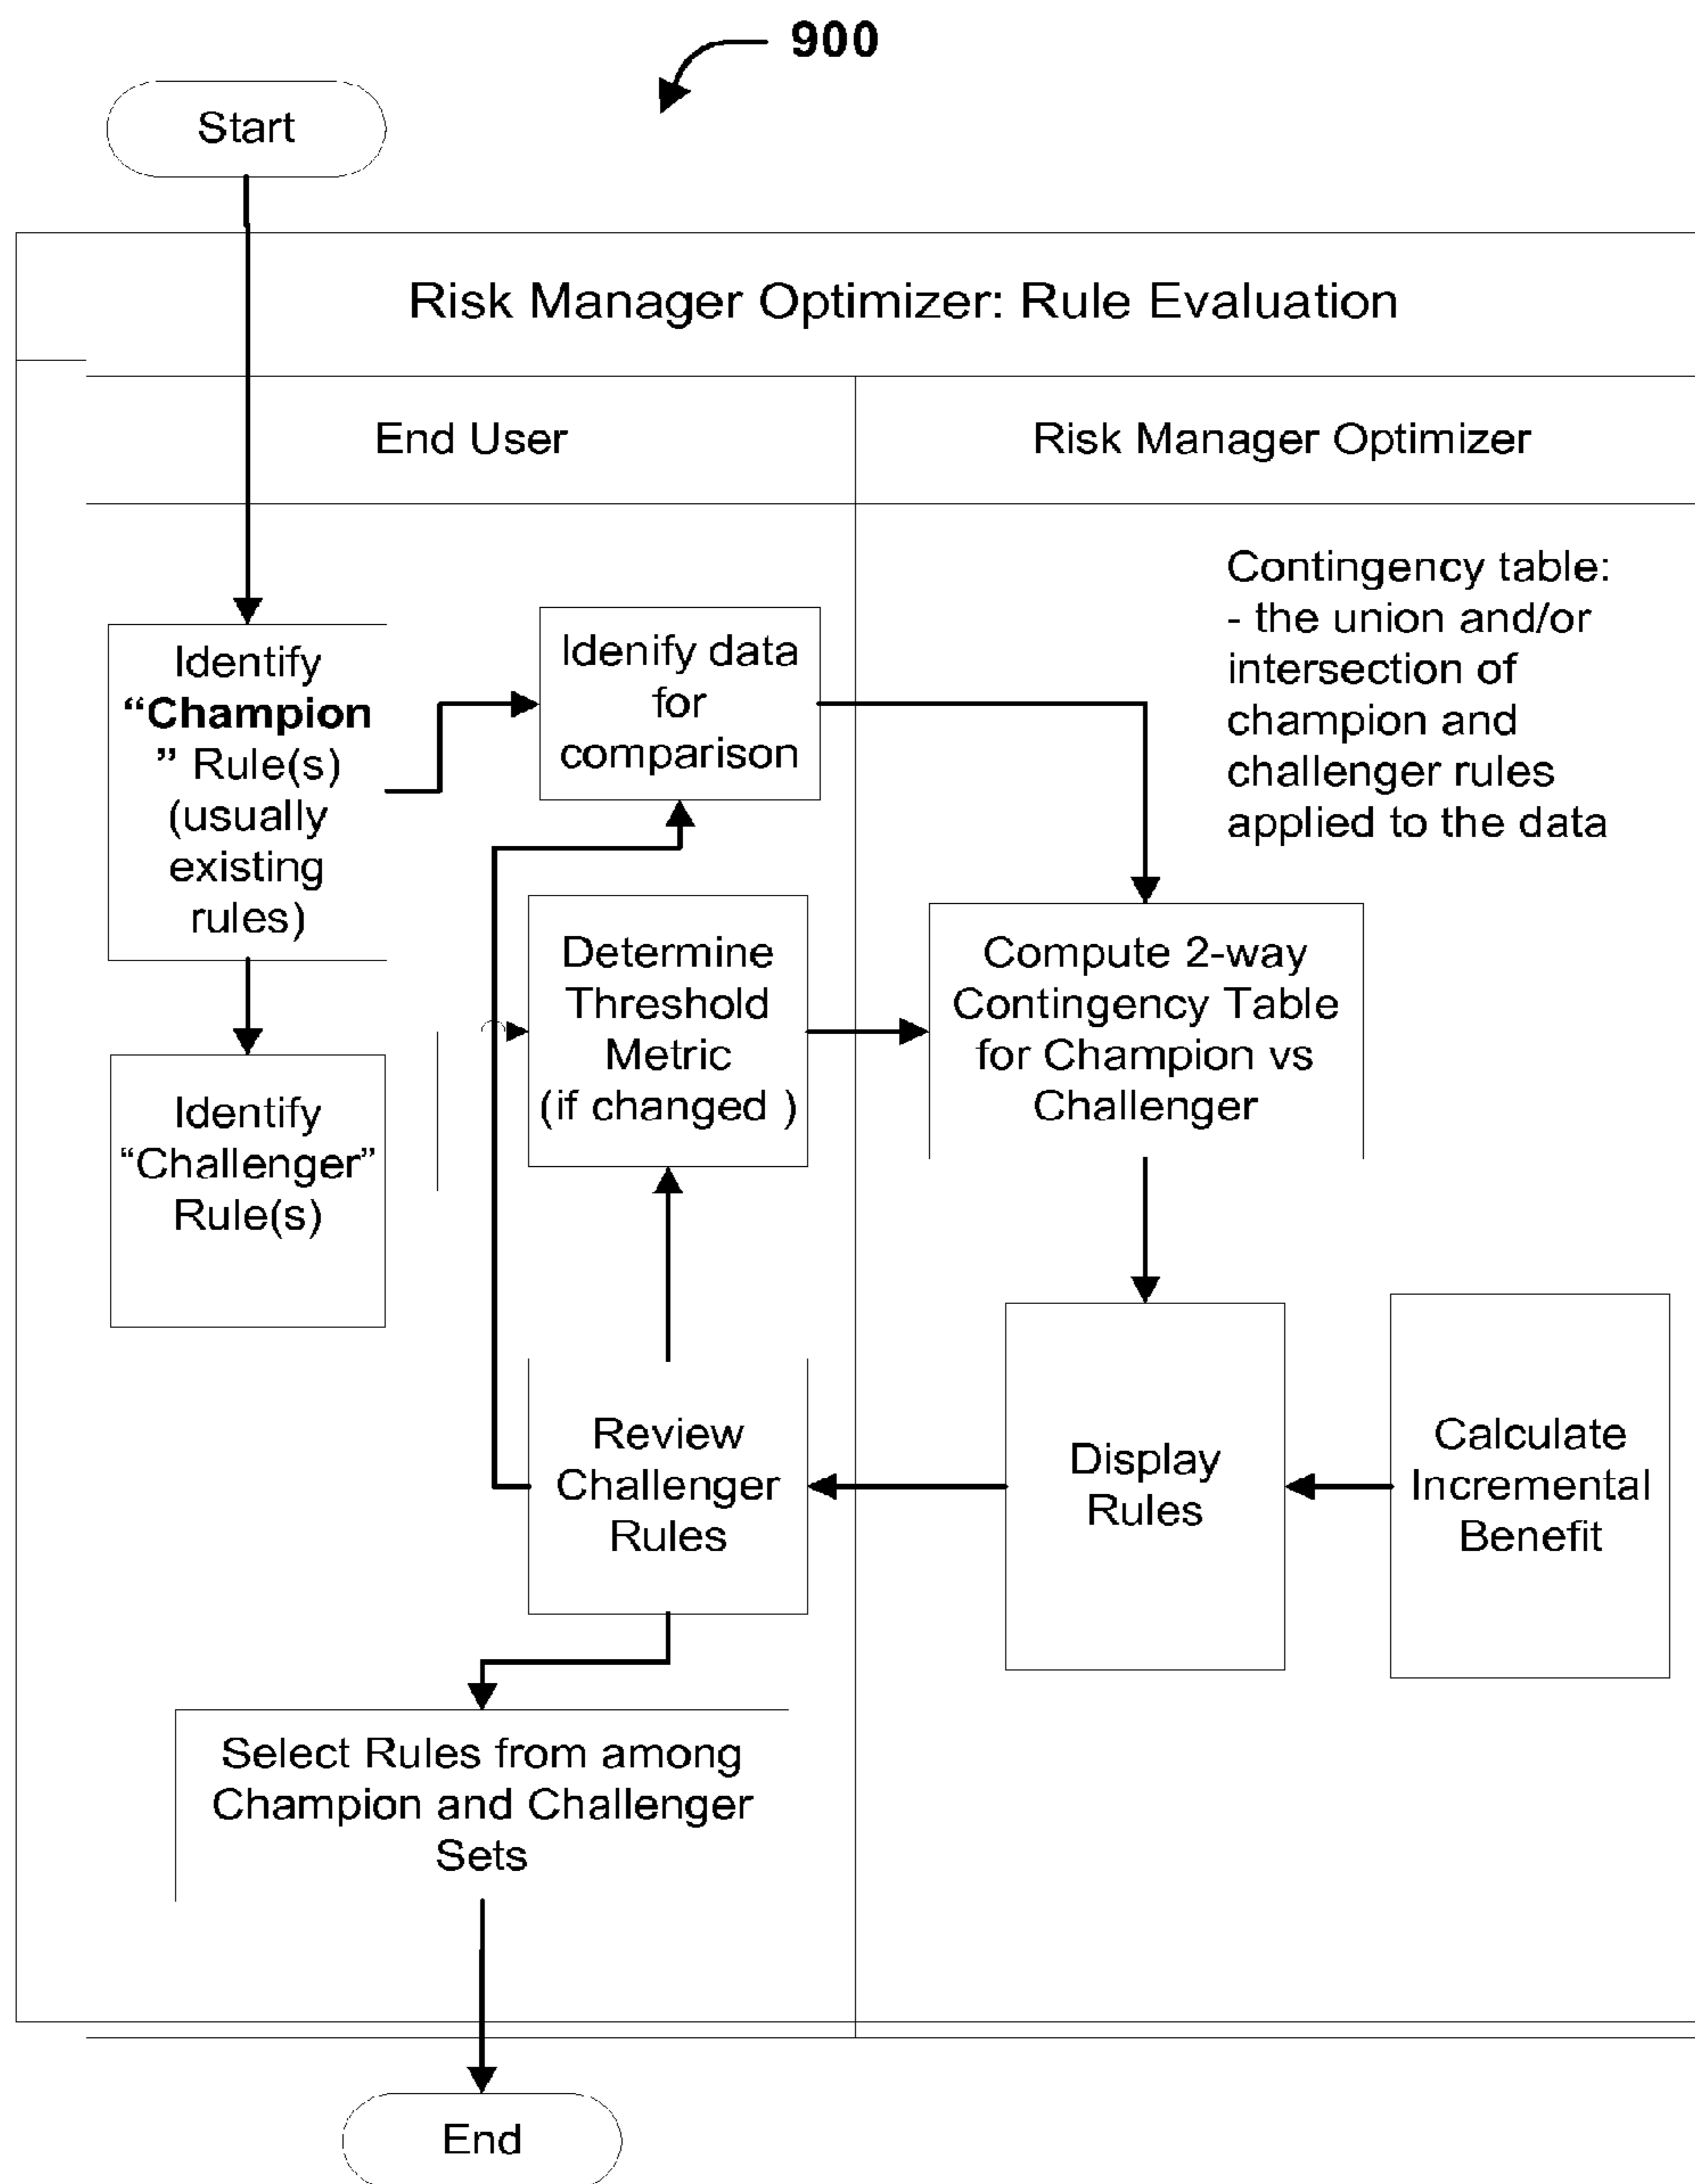 900
Start
Risk Manager Optimizer: Rule Evaluation
End User
Risk Manager Optimizer
Identify
“Champion
” Rule(s)
(usually
existing
rules)
Idenify data
for
comparison
Contingency table:
- the union and/or
intersection of
champion and
challenger rules
applied to the data
Determine
Threshold
Metric
(if changed )
Compute 2-way
Contingency Table
for Champion vs
Challenger
Identify
“Challenger”
Rule(s)
Review
Challenger
Rules
Display
Rules
Calculate
Incremental
Benefit
Select Rules from among
Champion and Challenger
Sets
End